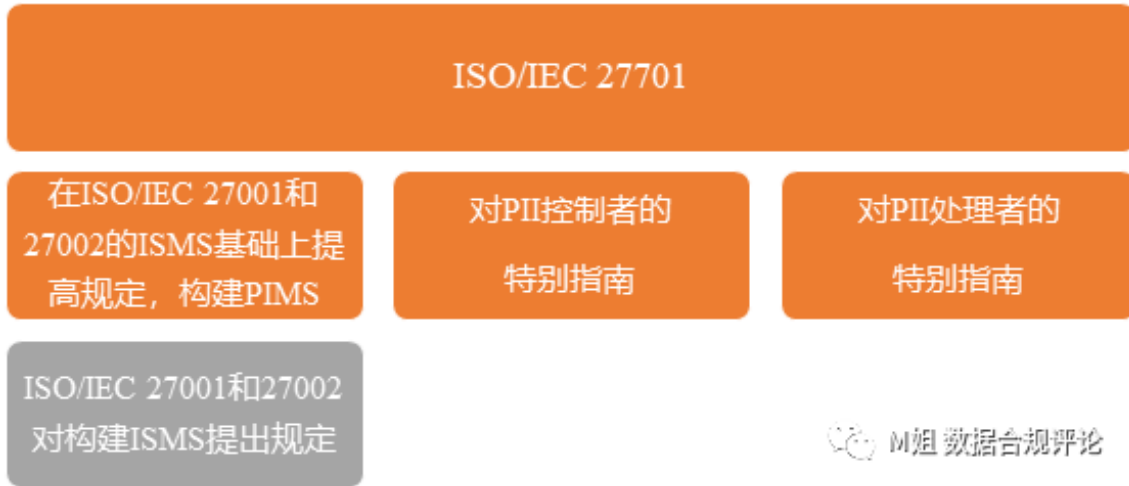 ISO/IEC 27701
在ISO/IEC 27001和
27002的ISMS基础上提
高规定，构建PIMS
对PII控制者的
特别指南
对PII处理者的
特别指南
ISO/IEC 27001和27002
对构建ISMS提出规定
M姐 数据合规评论